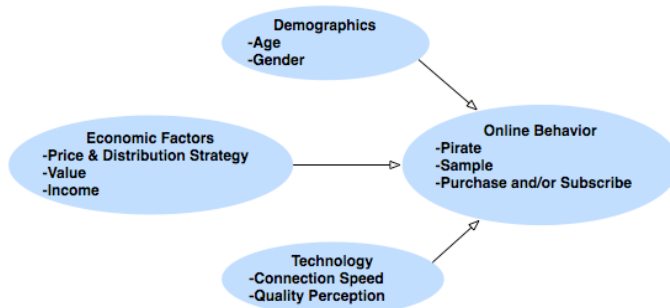 Demographics
-Age
-Gender
Economic Factors
-Price & Distribution Strategy
-Value
-Income
Online Behavior
-Pirate
-Sample
-Purchase and/or Subscribe
Technology
-Connection Speed
-Quality Perception